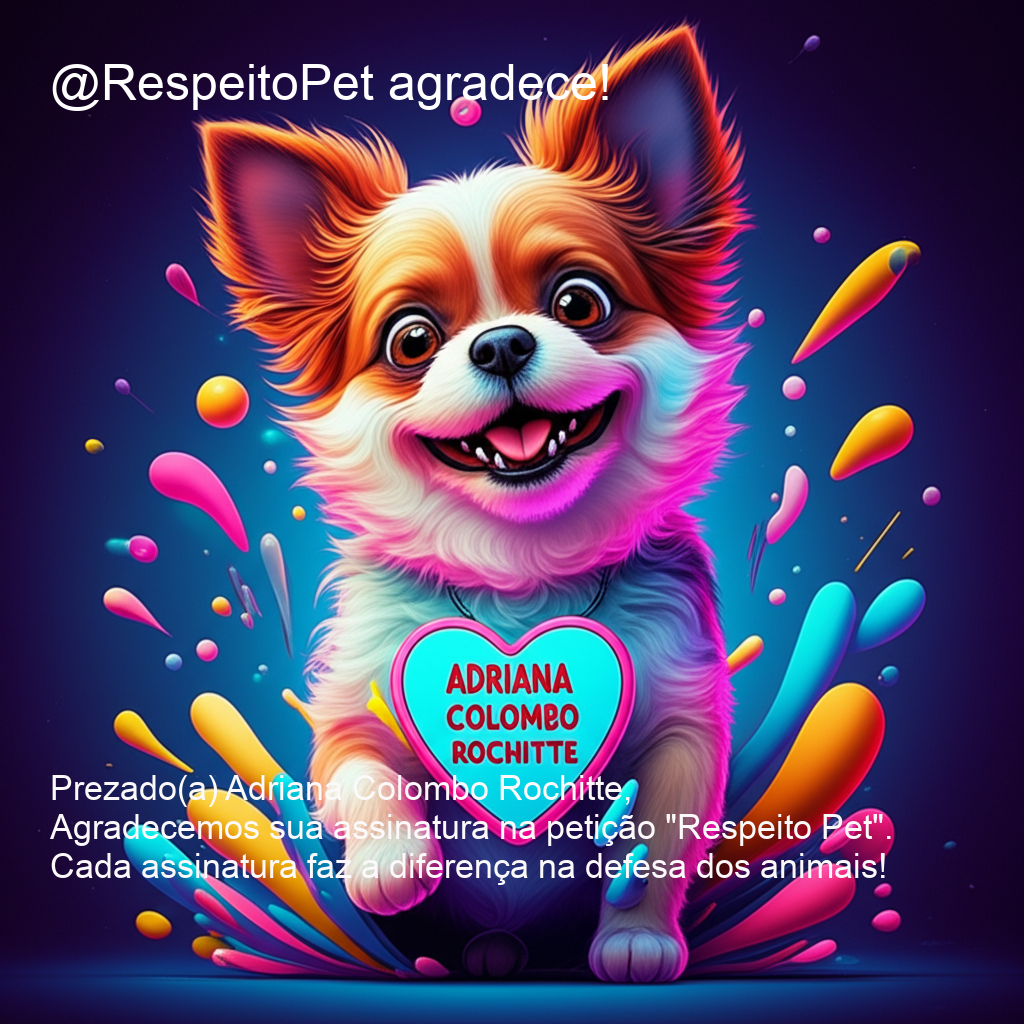 @RespeitoPet agradece!
ADRIANA
COLOMBO
ROCHITTE
Prezado(a) Adriana Colombo Rochitte,
Agradecemos sua assinatura na petição "Respeito Pet".
Cada assinatura faz a diferença na defesa dos animais!